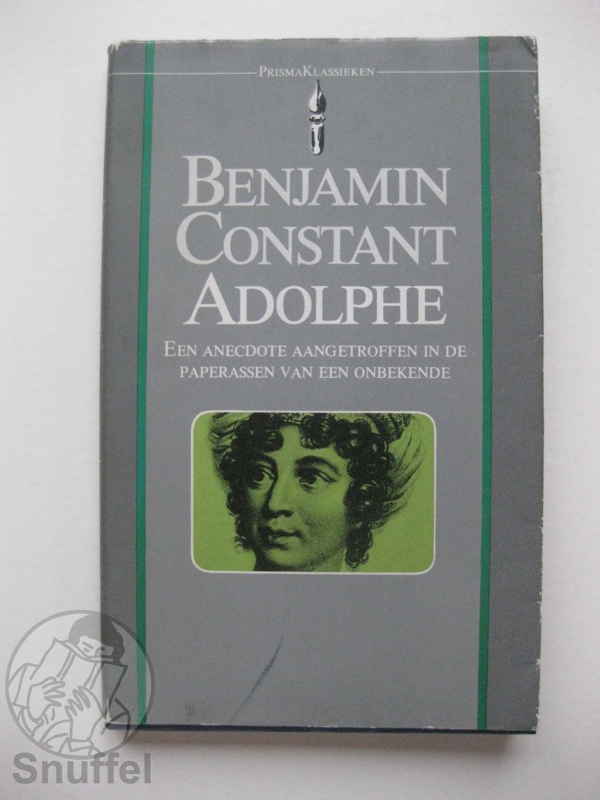 PRISMAKLASSIEKEN
BENJAMIN
CONSTANT
ADOLPHE
EEN ANECDOTE AANGETROFFEN IN DE
PAPERASSEN VAN EEN ONBEKENDE
Snuffel